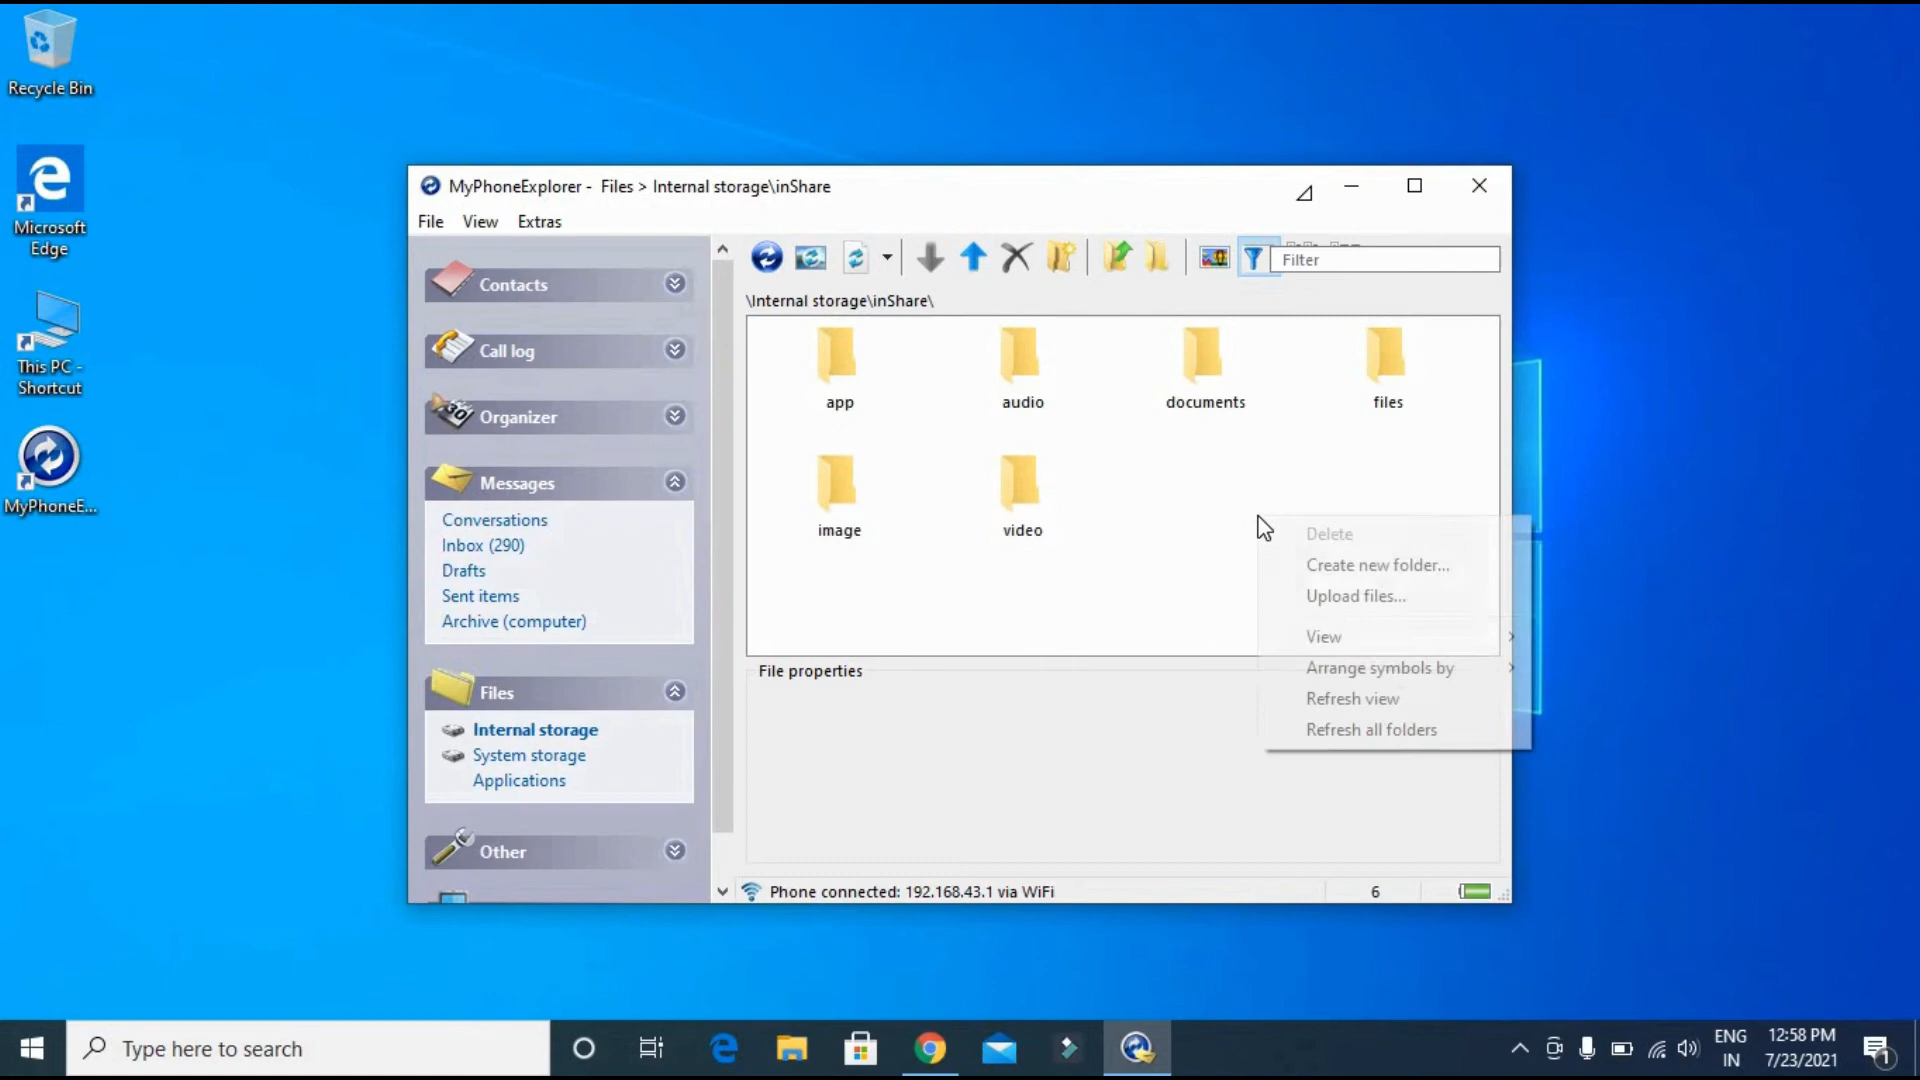 Recycle Bin
Microsoft
Edge
This PC -
Shortcut
MyPhoneE...
MyPhoneExplorer -  Files > Internal storage\inShare
File View Extras
Contacts
Call log
Organizer
Messages
Conversations
Inbox (290)
Drafts
Sent items
Archive (computer)
Files
Internal storage
System storage
Applications
Other
Filter
\Internal storage\inShare\
app audio documents files
image video
Delete
Create new folder...
Upload files...
View
Arrange symbols by
Refresh view
Refresh all folders
File properties
Phone connected: 192.168.43.1 via WiFi 6
Type here to search
ENG
IN
12:58 PM
7/23/2021
1